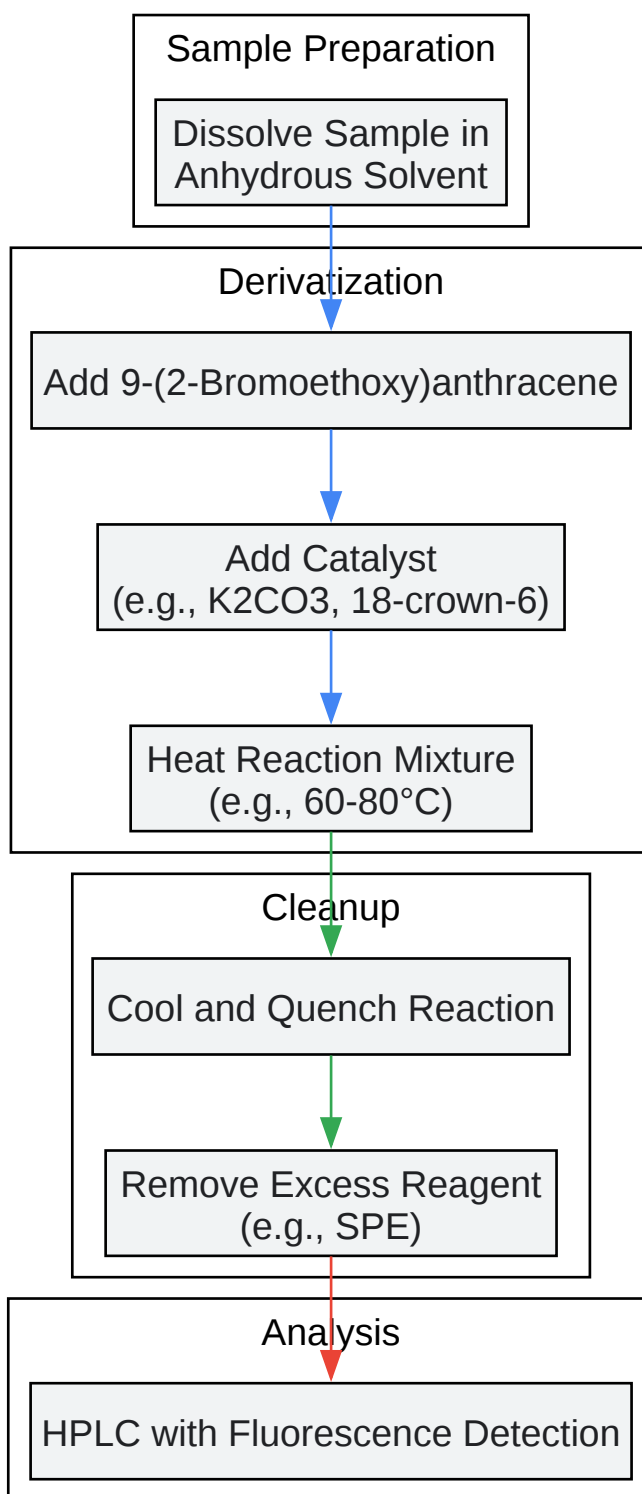 Sample Preparation
Dissolve Sample in
Anhydrous Solvent
Derivatization
Add 9-(2-Bromoethoxy)anthracene
Add Catalyst
(e.g., K2CO3, 18-crown-6)
Heat Reaction Mixture
(e.g., 60-80°C)
Cleanup
Cool and Quench Reaction
Remove Excess Reagent
(e.g., SPE)
Analysis
HPLC with Fluorescence Detection